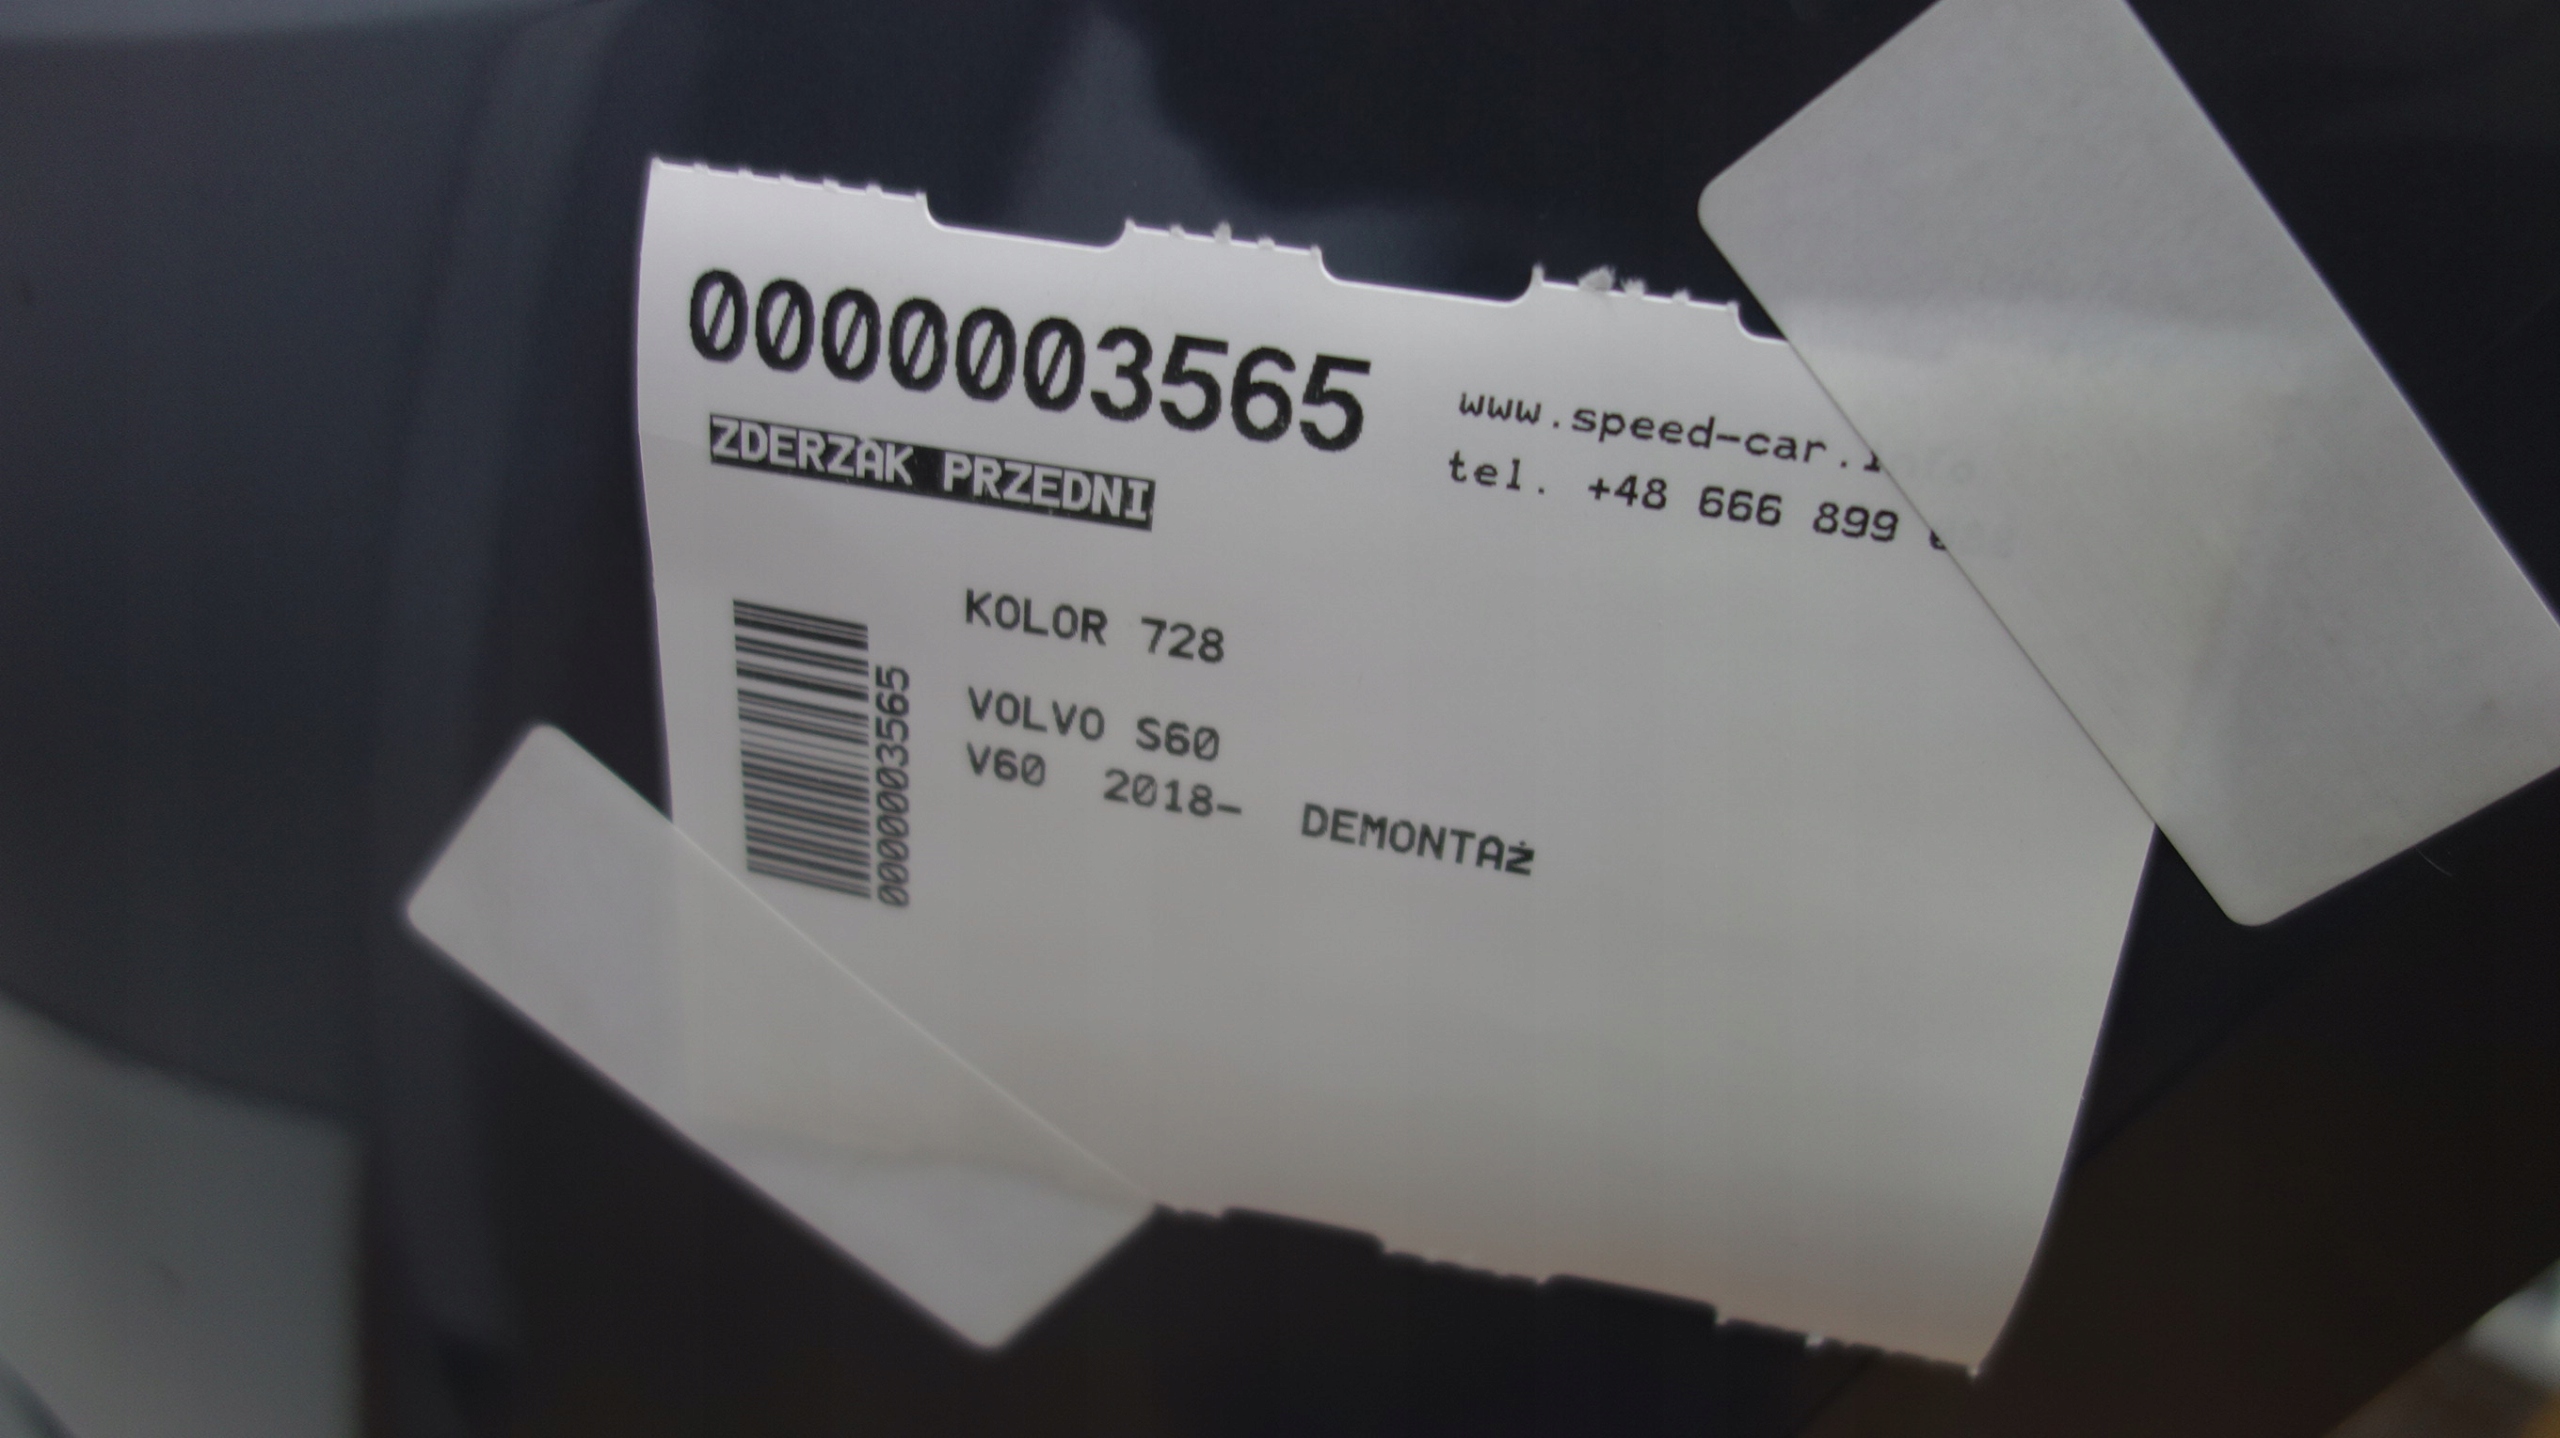 0000003565
www.speed-car.
tel. +48 666 899
ZDERZAK PRZEDNI
KOLOR 728
0000003565
VOLVO S60
V60 2018- DEMONTAŻ